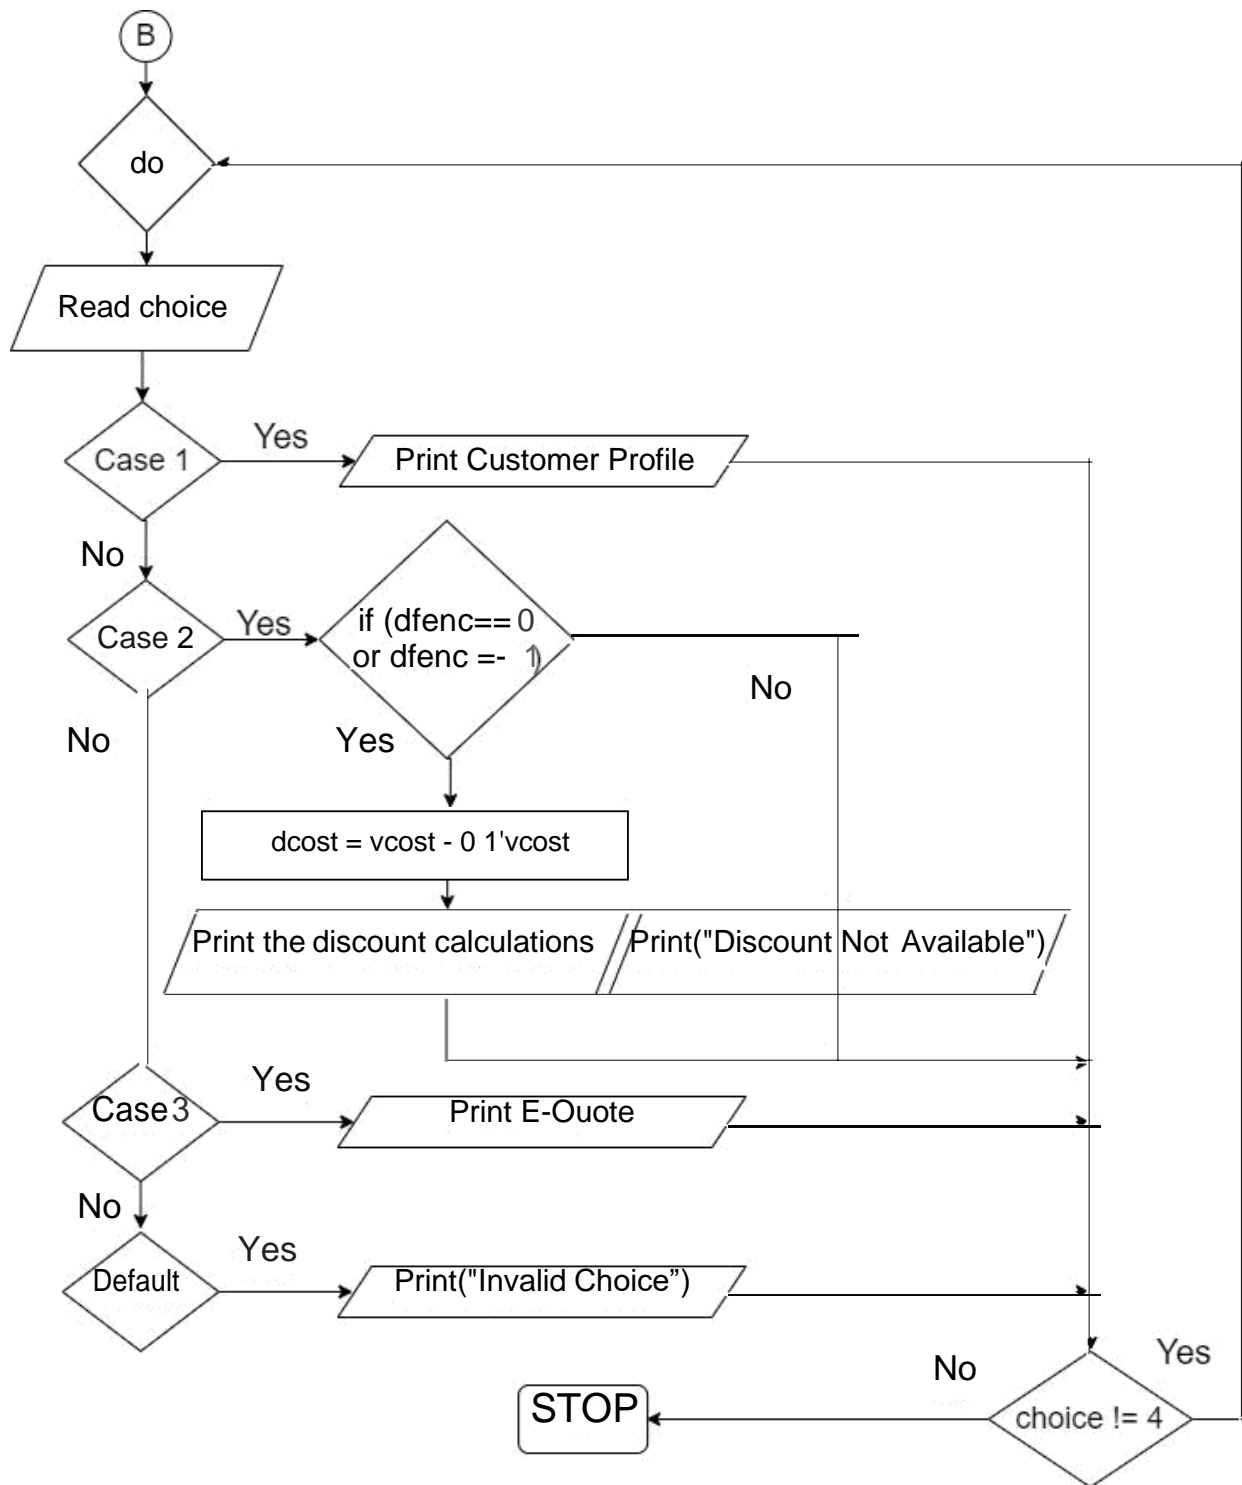 B
do
Read choice
Case 1
Yes
Print Customer Profile
No
Case 2
Yes
if (dfenc== 0
or dfenc =- 1)
No
No
Yes
dcost = vcost - 0 1'vcost
Print the discount calculations
Print("Discount Not Available")
Case 3
Yes
Print E-Ouote
No
Default
Yes
Print("Invalid Choice”)
No
Yes
STOP
choice != 4